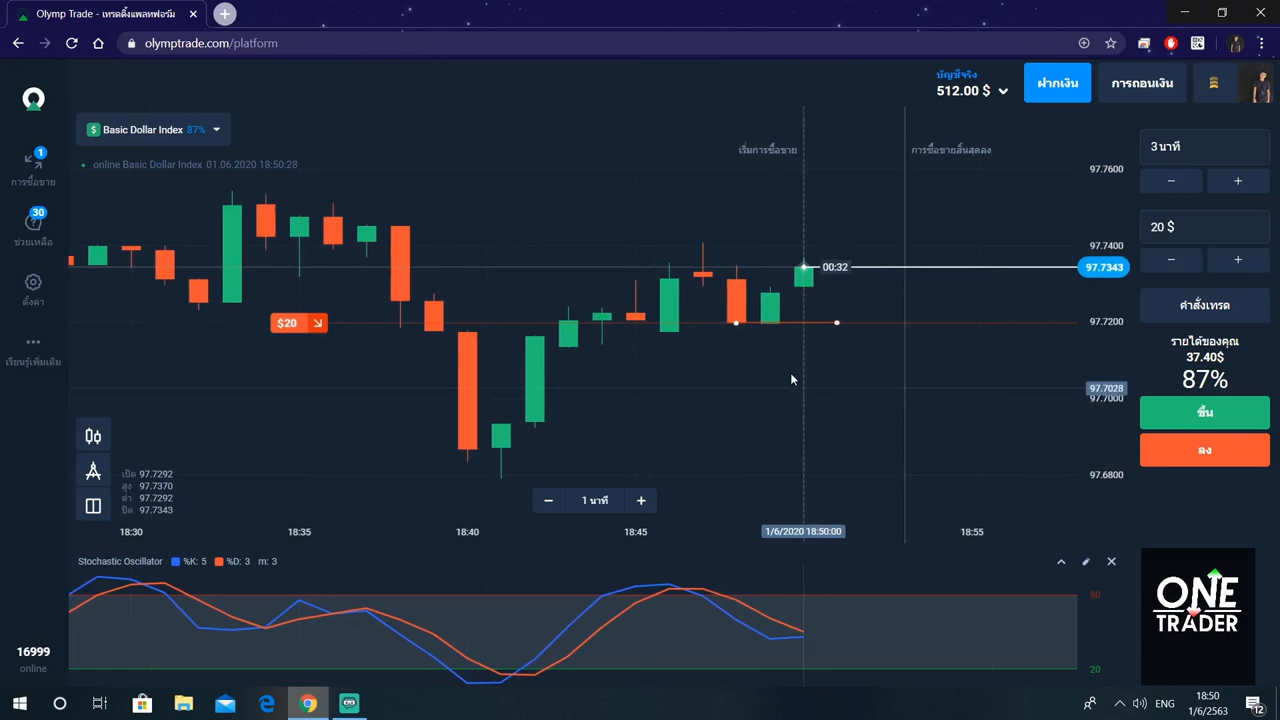 Olymp Trade - เทรดดิ้งแพลทฟอร์ม
olymptrade.com/platform
บัญชีจริง
512.00 $
ฝากเงิน
การถอนเงิน
$ Basic Dollar Index 87%
online Basic Dollar Index 01.06.2020 18:50:28
เริ่มการซื้อขาย
การซื้อขายสิ้นสุดลง
1
การซื้อขาย
30
ช่วยเหลือ
ตั้งค่า
เรียนรู้เพิ่มเติม
16999
online
97.7600
97.7400
97.7343
97.7200
97.7028
97.7000
97.6800
00:32
$20
เปิด 97.7292
สูง 97.7370
ต่ำ 97.7292
ปิด 97.7343
1 นาที
18:30
18:35
18:40
18:45
1/6/2020 18:50:00
18:55
Stochastic Oscillator %K: 5 %D: 3 m: 3
80
20
3 นาที
20 $
คำสั่งเทรด
รายได้ของคุณ
37.40$
87%
ขึ้น
ลง
ONE
TRADER
ENG
18:50
1/6/2563
12